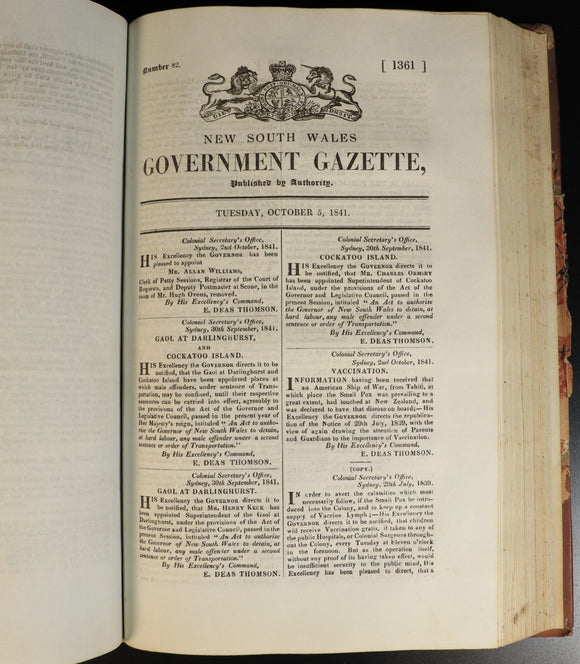 Number 82.
[ 1361 ]
NEW SOUTH WALES
GOVERNMENT GAZETTE,
Published by Authority.
TUESDAY, OCTOBER 5, 1841.
Colonial Secretary's Office,
Sydney, 2nd October, 1841.
HIS Excellency the GOVERNOR has been
pleased to appoint
MR. ALLAN WILLIAMS,
Clerk of Petty Sessions, Registrar of the Court of
Requests, and Deputy Postmaster at Scone, in the
room of Mr. Hugh Ovens, removed.
By His Excellency's Command,
E. DEAS THOMSON.
Colonial Secretary's Office,
Sydney, 30th September, 1841.
GAOL AT DARLINGHURST,
AND
COCKATOO ISLAND.
HIS Excellency the GOVERNOR directs it to be
notified, that the Gaol at Darlinghurst and
Cockatoo Island have been appointed places at
which male offenders, under sentence of Trans-
portation, may be confined, until their respective
sentences can be carried into effect, agreeably to
the provisions of the Act of the Governor and
Legislative Council, passed in the present year of
Her Majesty's reign, intituled "An Act to autho-
rise the Governor of New South Wales to detain,
at hard labour, any male offender under a second
sentence or order of Transportation."
By His Excellency's Command,
E. DEAS THOMSON.
Colonial Secretary's Office,
Sydney, 30th September, 1841.
GAOL AT DARLINGHURST.
HIS Excellency the GOVERNOR directs it to
be notified, that MR. HENRY KECK has been
appointed Superintendent of the Gaol at
Darlinghurst, under the provisions of the Act of
the Governor and Legislative Council, passed in the
present Session, intituled "An Act to authorise
the Governor of New South Wales to detain, at
hard labour, any male offender under a second
sentence or order of Transportation."
By His Excellency's Command,
E. DEAS THOMSON.
Colonial Secretary's Office,
Sydney, 30th September, 1841.
COCKATOO ISLAND.
HIS Excellency the GOVERNOR directs it to
be notified, that MR. CHARLES ORMSBY
has been appointed Superintendent of Cockatoo
Island, under the provisions of the Act of the
Governor and Legislative Council, passed in the
present Session, intituled "An Act to authorise
the Governor of New South Wales to detain, at
hard labour, any male offender under a second
sentence or order of Transportation."
By His Excellency's Command,
E. DEAS THOMSON.
Colonial Secretary's Office,
Sydney, 2nd October, 1841.
VACCINATION.
INFORMATION having been received that
an American Ship of War, from Tahiti, at
which place the Small Pox was prevailing to a
great extent, had touched at New Zealand, and
was declared to have that disease on board;—His
Excellency the GOVERNOR directs the republica-
tion of the Notice of 29th July, 1839, with the
view of again drawing the attention of Parents
and Guardians to the importance of Vaccination.
By His Excellency's Command,
E. DEAS THOMSON.
(COPY.)
Colonial Secretary's Office,
Sydney, 29th July, 1839.
IN order to avert the calamities which must
necessarily follow, if the Small Pox be intro-
duced into the Colony, and to keep up a constant
supply of Vaccine Lymph;—His Excellency the
GOVERNOR directs it to be notified, that children
will receive Vaccination gratis, if taken to any of
the public Hospitals, or Colonial Surgeons through-
out the Colony, every Tuesday at Eleven o'clock
in the forenoon. But as the operation itself,
without any proof of its having taken effect, would
be insufficient security to the public mind, His
Excellency has been pleased to direct, that a